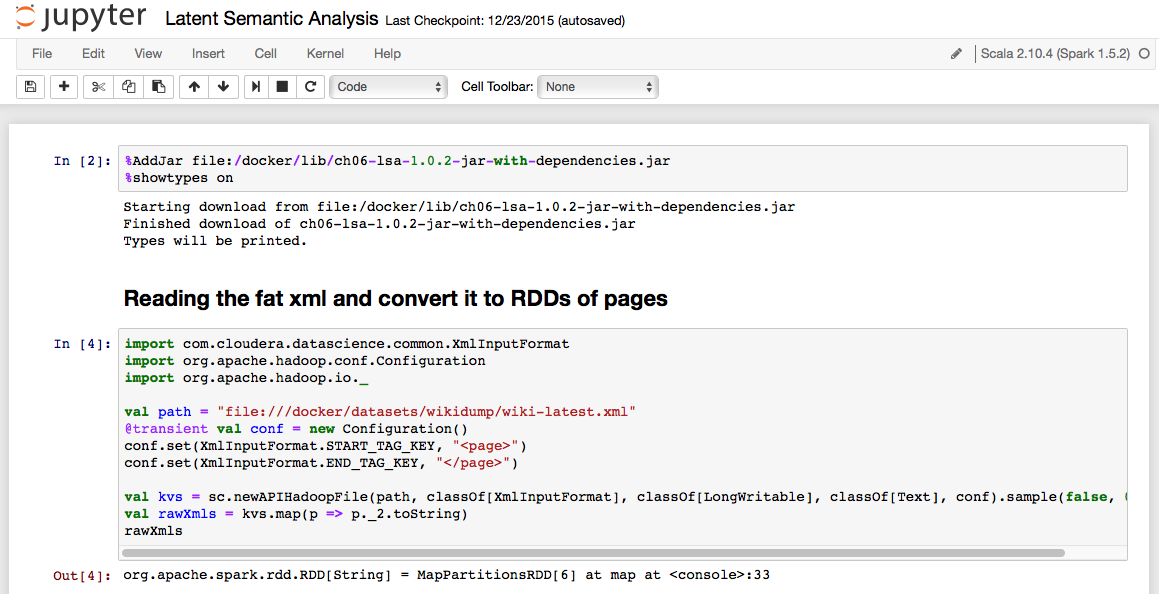 jupyter Latent Semantic Analysis Last Checkpoint: 12/23/2015 (autosaved)
File Edit View Insert Cell Kernel Help Scala 2.10.4 (Spark 1.5.2)
Code Cell Toolbar: None
In [2]: %AddJar file:/docker/lib/ch06-lsa-1.0.2-jar-with-dependencies.jar
%showtypes on
Starting download from file:/docker/lib/ch06-lsa-1.0.2-jar-with-dependencies.jar
Finished download of ch06-lsa-1.0.2-jar-with-dependencies.jar
Types will be printed.
Reading the fat xml and convert it to RDDs of pages
In [4]: import com.cloudera.datascience.common.XmlInputFormat
import org.apache.hadoop.conf.Configuration
import org.apache.hadoop.io._
val path = "file:///docker/datasets/wikidump/wiki-latest.xml"
@transient val conf = new Configuration()
conf.set(XmlInputFormat.START_TAG_KEY, "<page>")
conf.set(XmlInputFormat.END_TAG_KEY, "</page>")
val kvs = sc.newAPIHadoopFile(path, classOf[XmlInputFormat], classOf[LongWritable], classOf[Text], conf).sample(false,
val rawXmls = kvs.map(p => p._2.toString)
rawXmls
Out[4]: org.apache.spark.rdd.RDD[String] = MapPartitionsRDD[6] at map at <console>:33